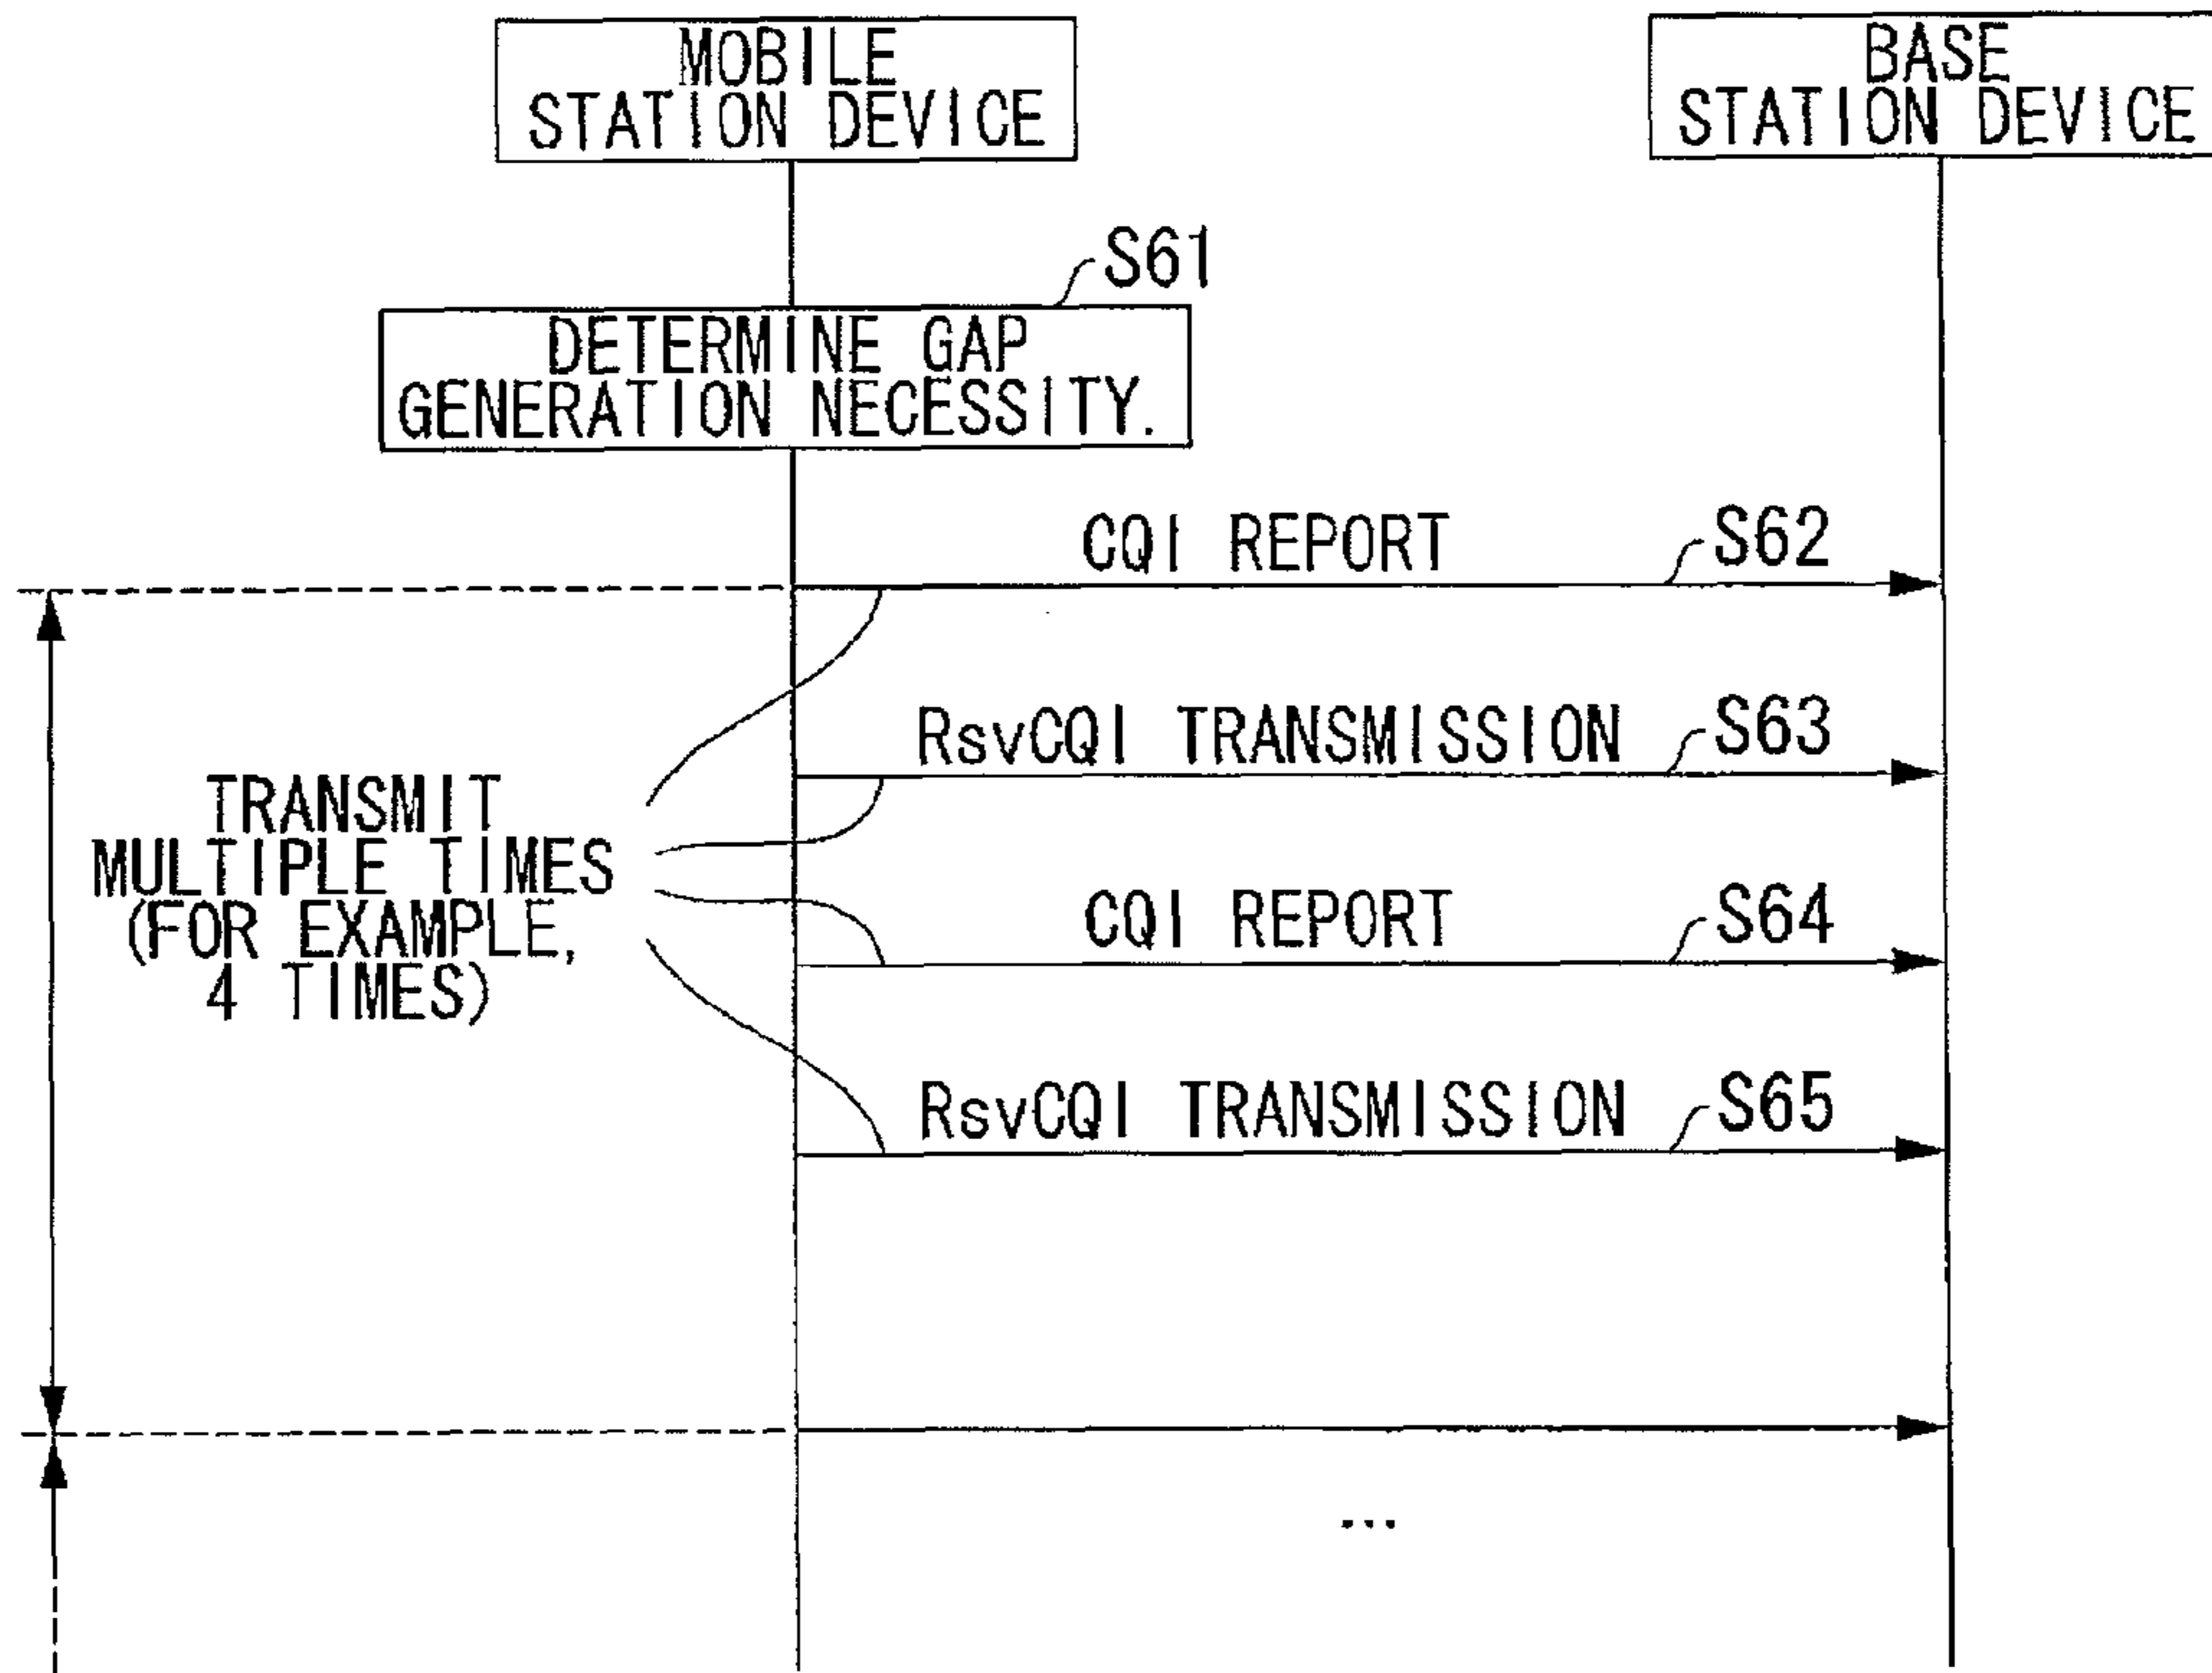 MOBILE
STATION DEVICE
BASE
STATION DEVICE
S61
DETERMINE GAP
GENERATION NECESSITY.
CQI REPORT
S62
RsvCQI TRANSMISSION
S63
TRANSMIT
MULTIPLE TIMES
(FOR EXAMPLE,
4 TIMES)
CQI REPORT
S64
RsvCQI TRANSMISSION
S65
...